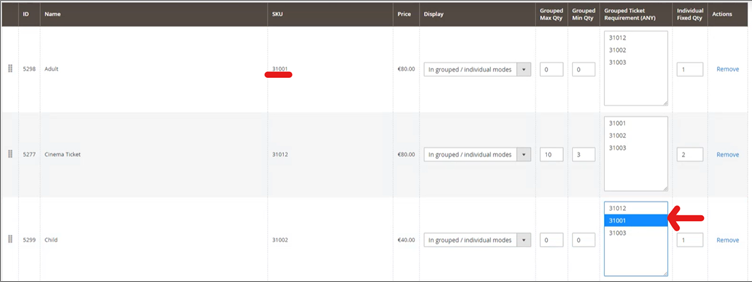 ID Name SKU Price Display Grouped Max Qty Grouped Min Qty Grouped Ticket Requirement (ANY) Individual Fixed Qty Actions
5298 Adult 31001 €80.00 In grouped / individual modes 0 0 1 Remove
31012
31002
31003
5277 Cinema Ticket 31012 €80.00 In grouped / individual modes 10 3 2 Remove
31001
31002
31003
5299 Child 31002 €40.00 In grouped / individual modes 0 0 1 Remove
31012
31001
31003